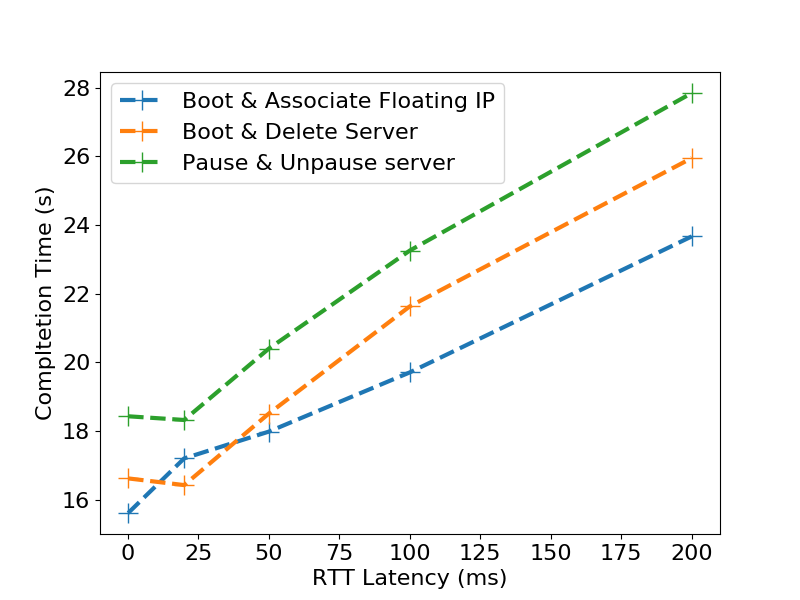 Boot & Associate Floating IP
Boot & Delete Server
Pause & Unpause server
28
26
24
22
20
18
16
Compltetion Time (s)
0 25 50 75 100 125 150 175 200
RTT Latency (ms)